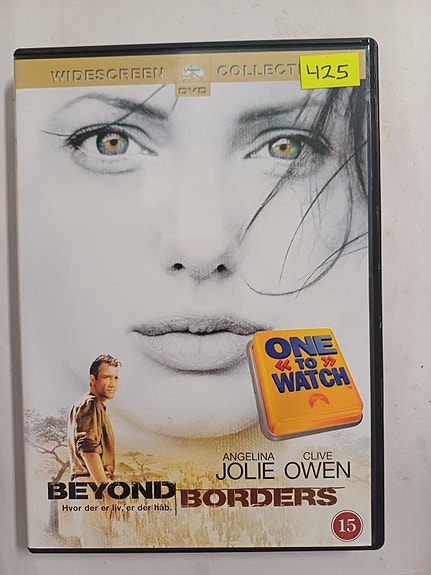 WIDESCREEN DVD COLLECTI
425
ONE
« TO »
WATCH
ANGELINA CLIVE
JOLIE OWEN
BEYOND BORDERS
Hvor der er liv, er der håb.
15